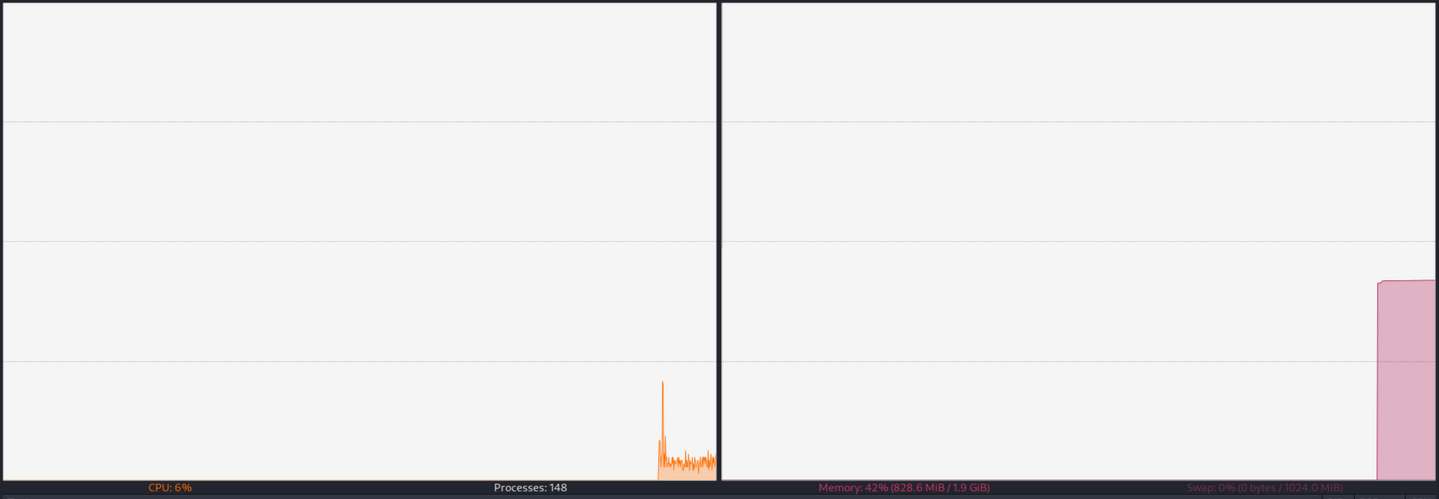 CPU: 6% Processes: 148 Memory: 42% (828.6 MiB / 1.9 GiB) Swap: 0% (0 bytes / 1024.0 MiB)